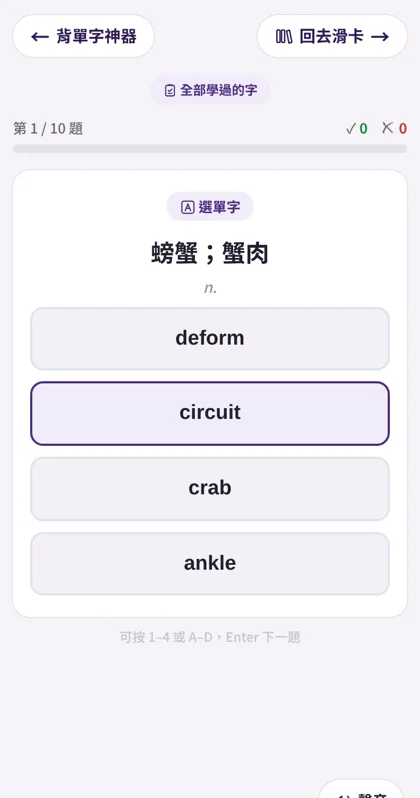 ← 背單字神器
回去滑卡 →
全部學過的字
第 1 / 10 題
✓ 0 ✗ 0
A 選單字
螃蟹；蟹肉
n.
deform
circuit
crab
ankle
可按 1–4 或 A–D，Enter 下一題